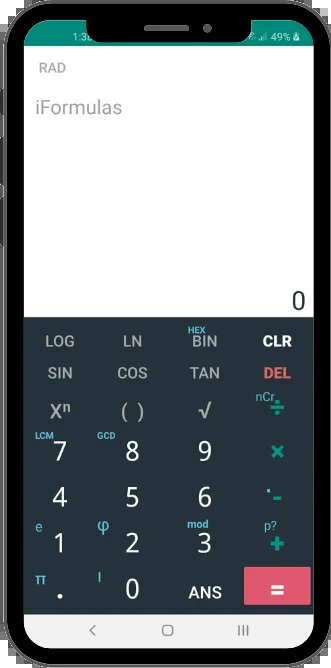 1:3 49%
RAD
iFormulas
0
HEX
LOG LN BIN CLR
SIN COS TAN DEL
nCr
Xⁿ ( ) √ ÷
LCM GCD
7 8 9 ×
4 5 6 -
e φ mod p?
1 2 3 +
π i
. 0 ANS =